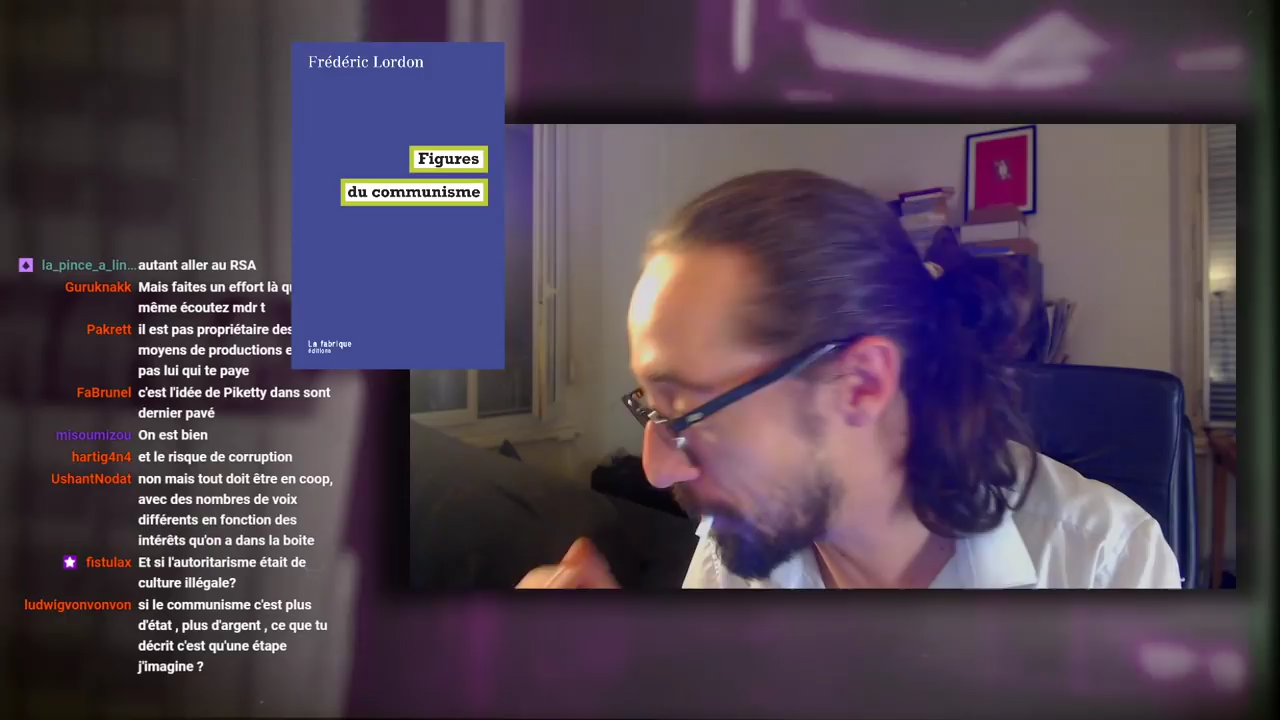 Frédéric Lordon
Figures
du communisme
La fabrique
éditions
la_pince_a_lin... autant aller au RSA
Guruknakk Mais faites un effort là
même écoutez mdr t
Pakrett il est pas propriétaire des
moyens de productions
pas lui qui te paye
FaBrunel c'est l'idée de Piketty dans sont
dernier pavé
misoumizou On est bien
hartig4n4 et le risque de corruption
UshantNodat non mais tout doit être en coop,
avec des nombres de voix
différents en fonction des
intérêts qu'on a dans la boite
fistulax Et si l'autoritarisme était de
culture illégale?
ludwigvonvonvon si le communisme c'est plus
d'état , plus d'argent , ce que tu
décrit c'est qu'une étape
j'imagine ?